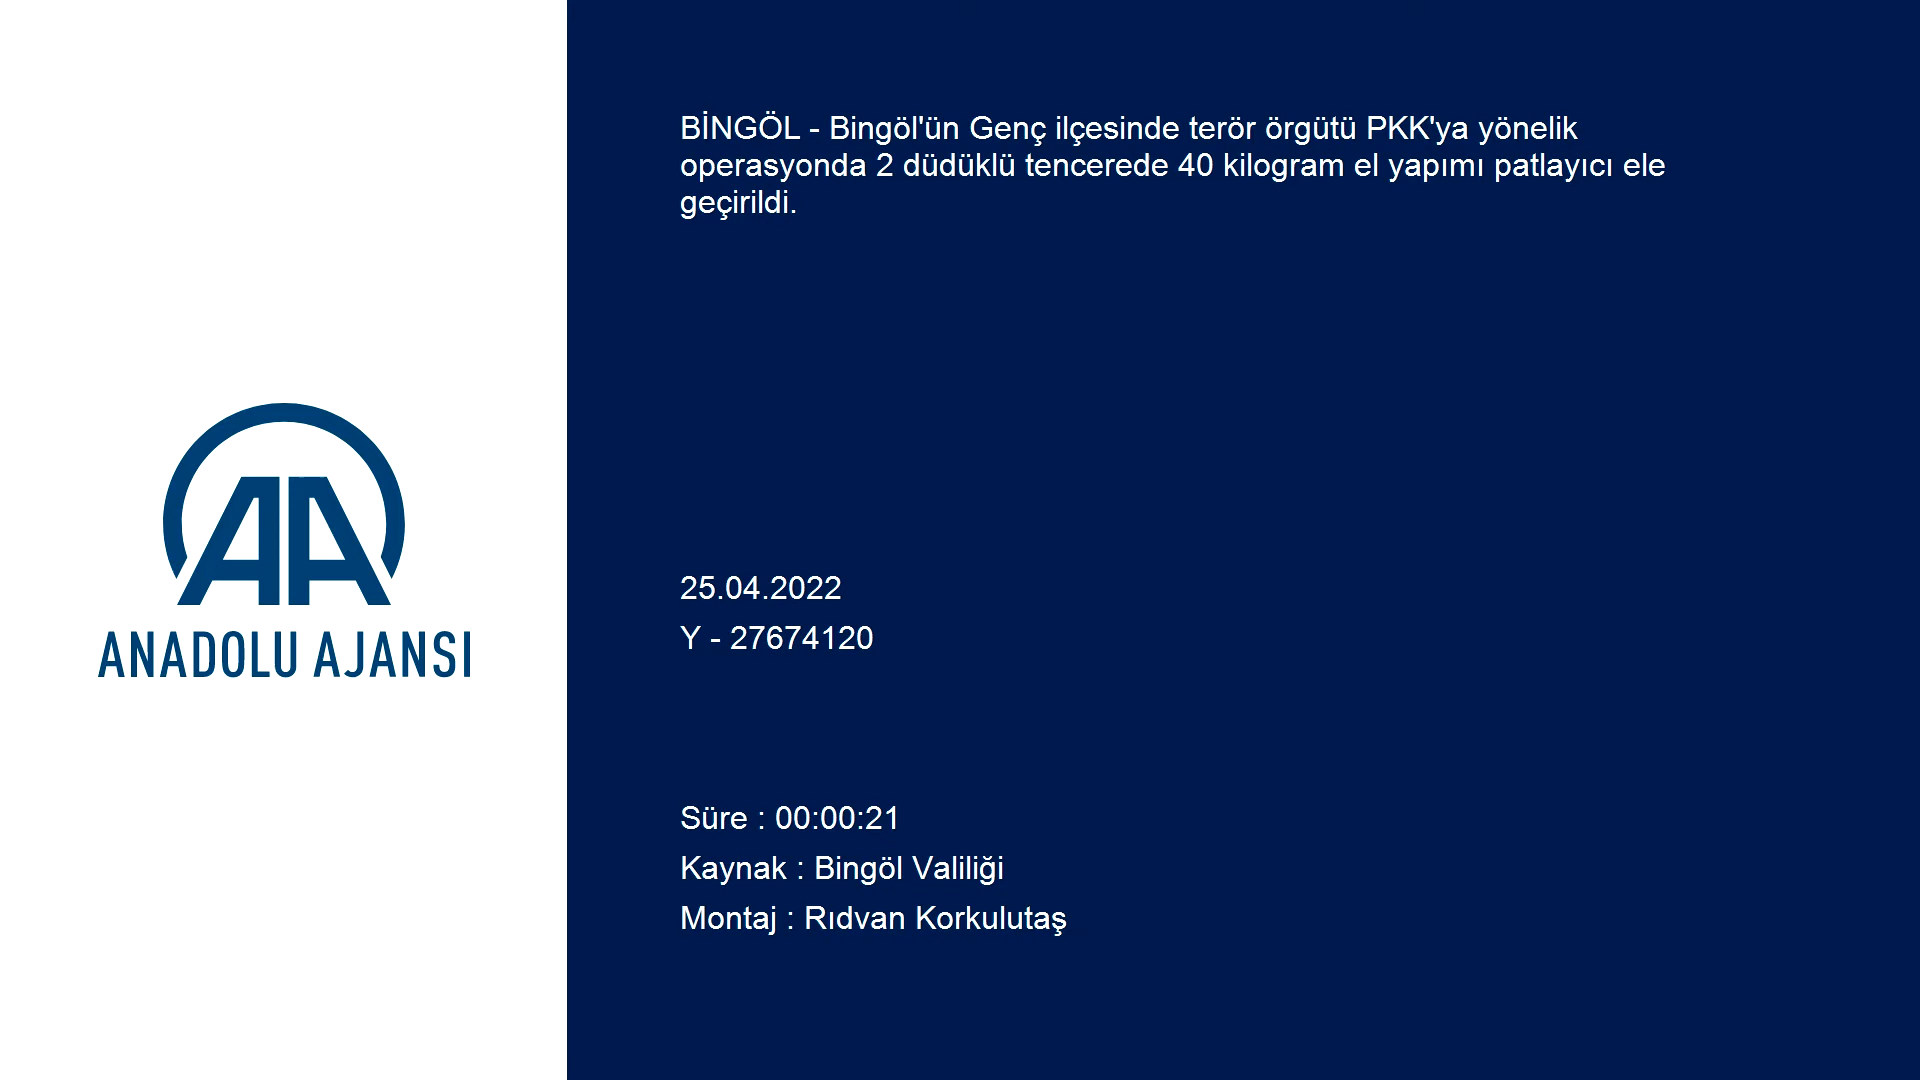 BİNGÖL - Bingöl'ün Genç ilçesinde terör örgütü PKK'ya yönelik
operasyonda 2 düdüklü tencerede 40 kilogram el yapımı patlayıcı ele
geçirildi.
AA
ANADOLU AJANSI
25.04.2022
Y - 27674120
Süre : 00:00:21
Kaynak : Bingöl Valiliği
Montaj : Rıdvan Korkulutaş